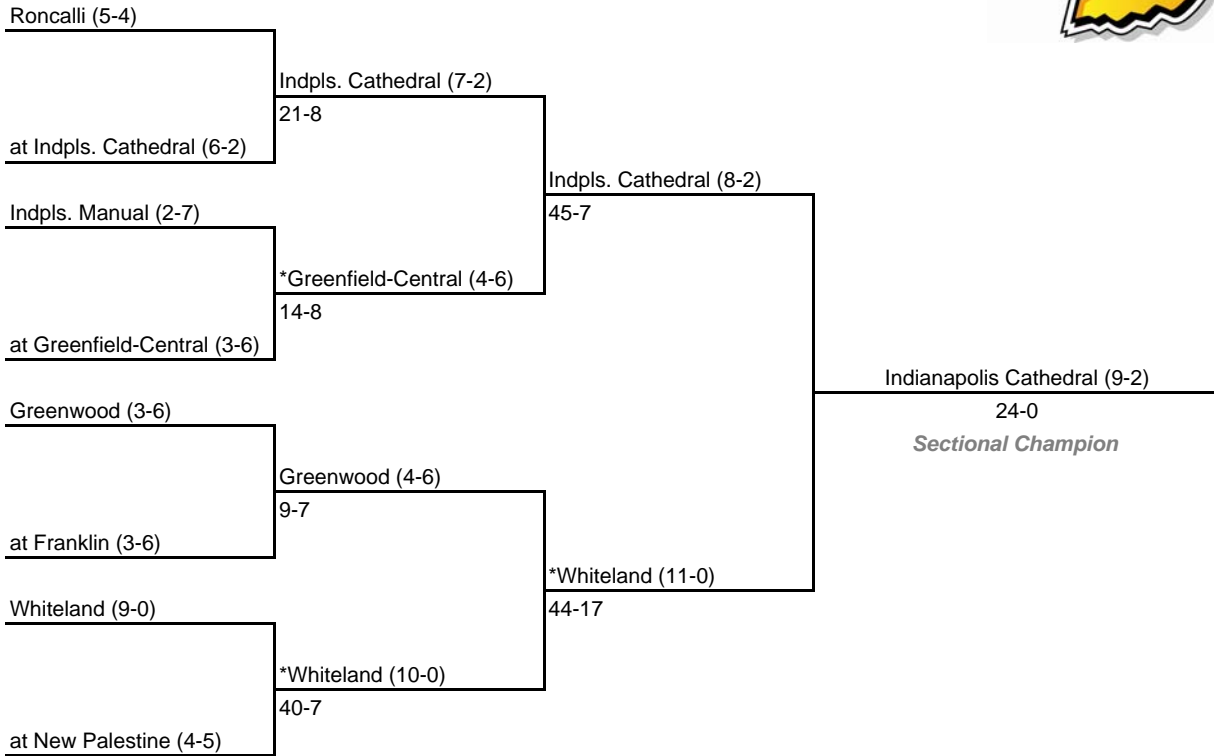 Roncalli (5-4)
Indpls. Cathedral (7-2)
21-8
at Indpls. Cathedral (6-2)
Indpls. Cathedral (8-2)
45-7
Indpls. Manual (2-7)
*Greenfield-Central (4-6)
14-8
at Greenfield-Central (3-6)
Indianapolis Cathedral (9-2)
24-0
Sectional Champion
Greenwood (3-6)
Greenwood (4-6)
9-7
at Franklin (3-6)
*Whiteland (11-0)
44-17
Whiteland (9-0)
*Whiteland (10-0)
40-7
at New Palestine (4-5)